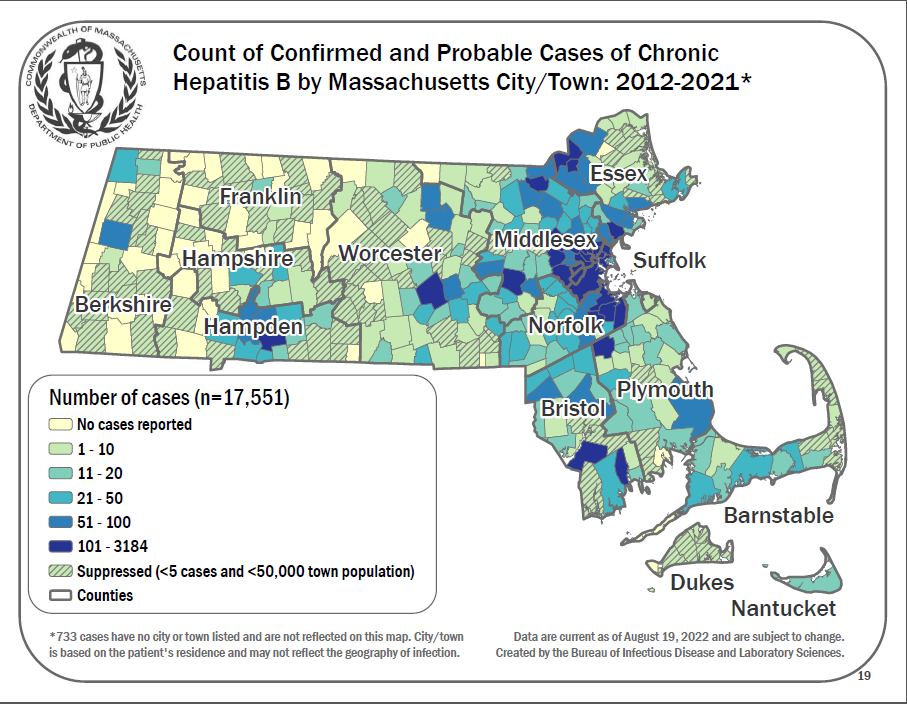 COMMONWEALTH OF MASSACHUSETTS
DEPARTMENT OF PUBLIC HEALTH
Count of Confirmed and Probable Cases of Chronic
Hepatitis B by Massachusetts City/Town: 2012-2021*
Essex
Franklin
Middlesex
Worcester
Hampshire
Suffolk
Berkshire
Hampden
Norfolk
Plymouth
Bristol
Barnstable
Dukes
Nantucket
Number of cases (n=17,551)
No cases reported
1 - 10
11 - 20
21 - 50
51 - 100
101 - 3184
Suppressed (<5 cases and <50,000 town population)
Counties
*733 cases have no city or town listed and are not reflected on this map. City/town
is based on the patient's residence and may not reflect the geography of infection.
Data are current as of August 19, 2022 and are subject to change.
Created by the Bureau of Infectious Disease and Laboratory Sciences.
19